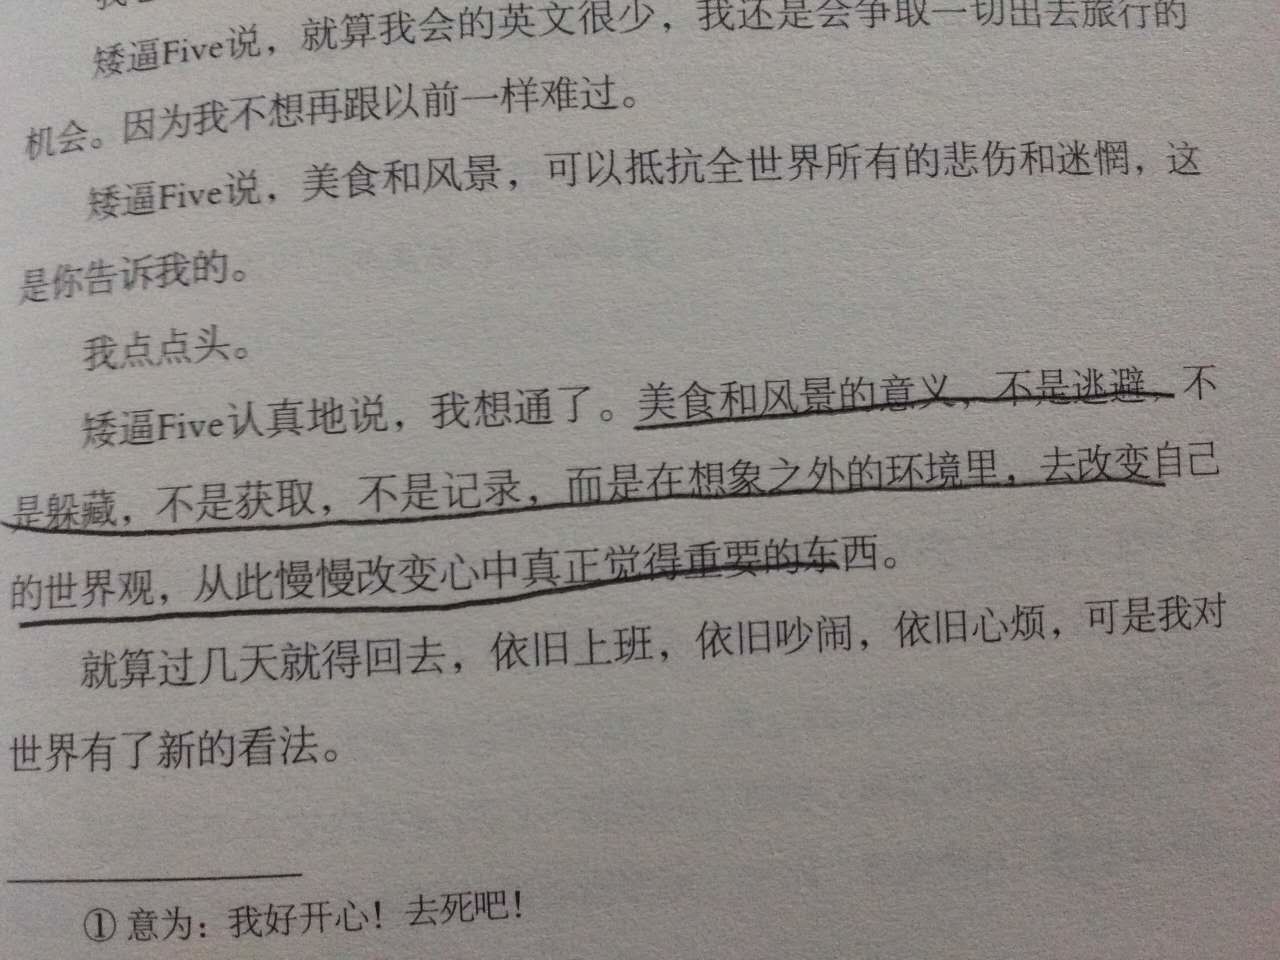 矮逼Five说，就算我会的英文很少，我还是会争取一切出去旅行的
机会。因为我不想再跟以前一样难过。
矮逼Five说，美食和风景，可以抵抗全世界所有的悲伤和迷惘，这
是你告诉我的。
我点点头。
矮逼Five认真地说，我想通了。美食和风景的意义，不是逃避，不
是躲藏，不是获取，不是记录，而是在想象之外的环境里，去改变自己
的世界观，从此慢慢改变心中真正觉得重要的东西。
就算过几天就得回去，依旧上班，依旧吵闹，依旧心烦，可是我对
世界有了新的看法。
① 意为：我好开心！去死吧！